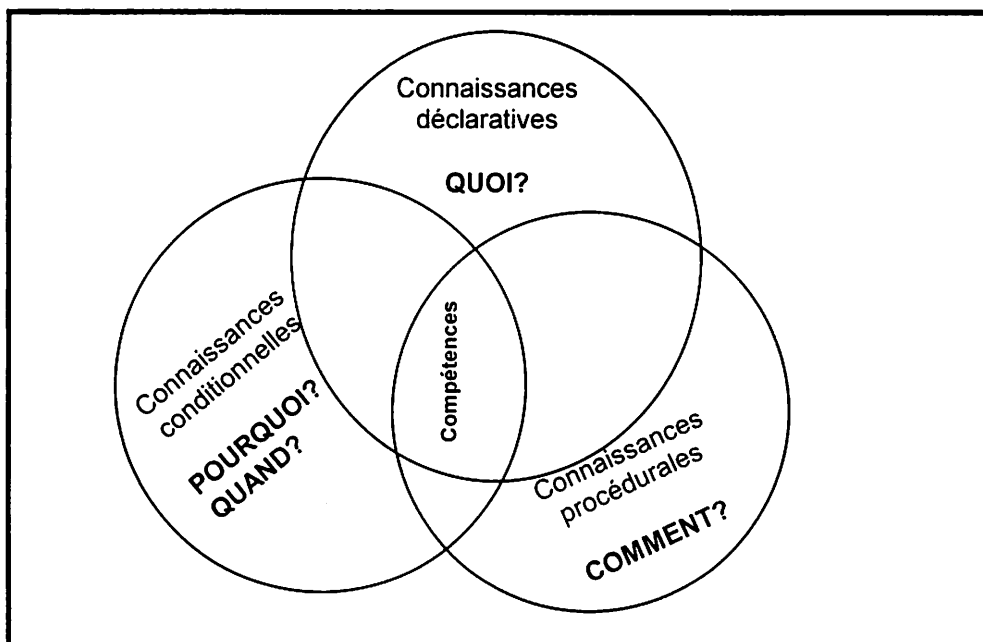 Connaissances
déclaratives
QUOI?
Connaissances
conditionnelles
POURQUOI?
QUAND?
Compétences
Connaissances
procédurales
COMMENT?